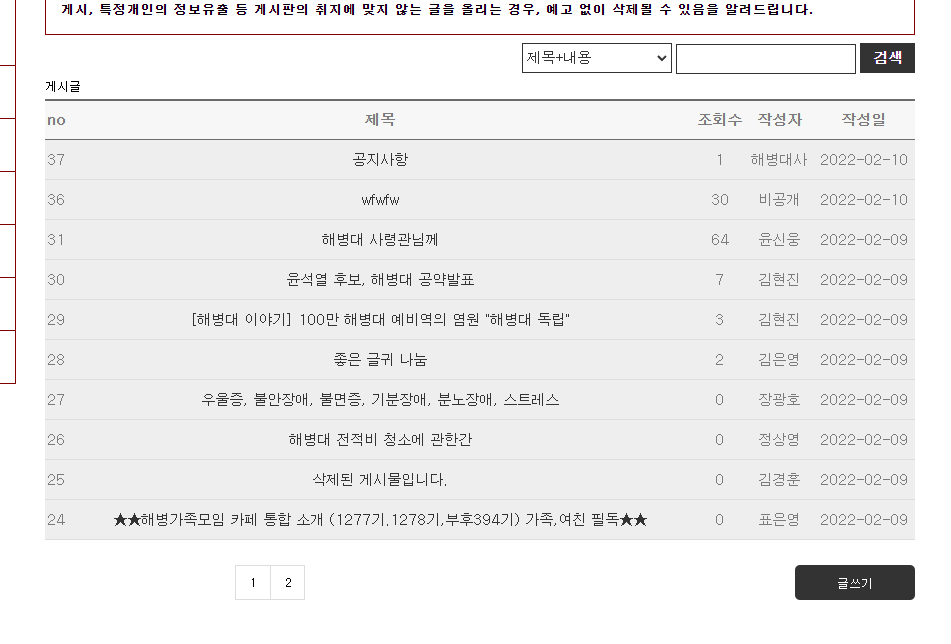 게시, 특정개인의 정보유출 등 게시판의 취지에 맞지 않는 글을 올리는 경우, 예고 없이 삭제될 수 있음을 알려드립니다.
제목+내용 검색
게시글
no 제목 조회수 작성자 작성일
37 공지사항 1 해병대사 2022-02-10
36 wfwfw 30 비공개 2022-02-10
31 해병대 사령관님께 64 윤신웅 2022-02-09
30 윤석열 후보, 해병대 공약발표 7 김현진 2022-02-09
29 [해병대 이야기] 100만 해병대 예비역의 염원 "해병대 독립" 3 김현진 2022-02-09
28 좋은 글귀 나눔 2 김은영 2022-02-09
27 우울증, 불안장애, 불면증, 기분장애, 분노장애, 스트레스 0 장광호 2022-02-09
26 해병대 전적비 청소에 관한간 0 정상영 2022-02-09
25 삭제된 게시물입니다. 0 김경훈 2022-02-09
24 ★★해병가족모임 카페 통합 소개 (1277기.1278기,부후394기) 가족,여친 필독★★ 0 표은영 2022-02-09
1 2 글쓰기